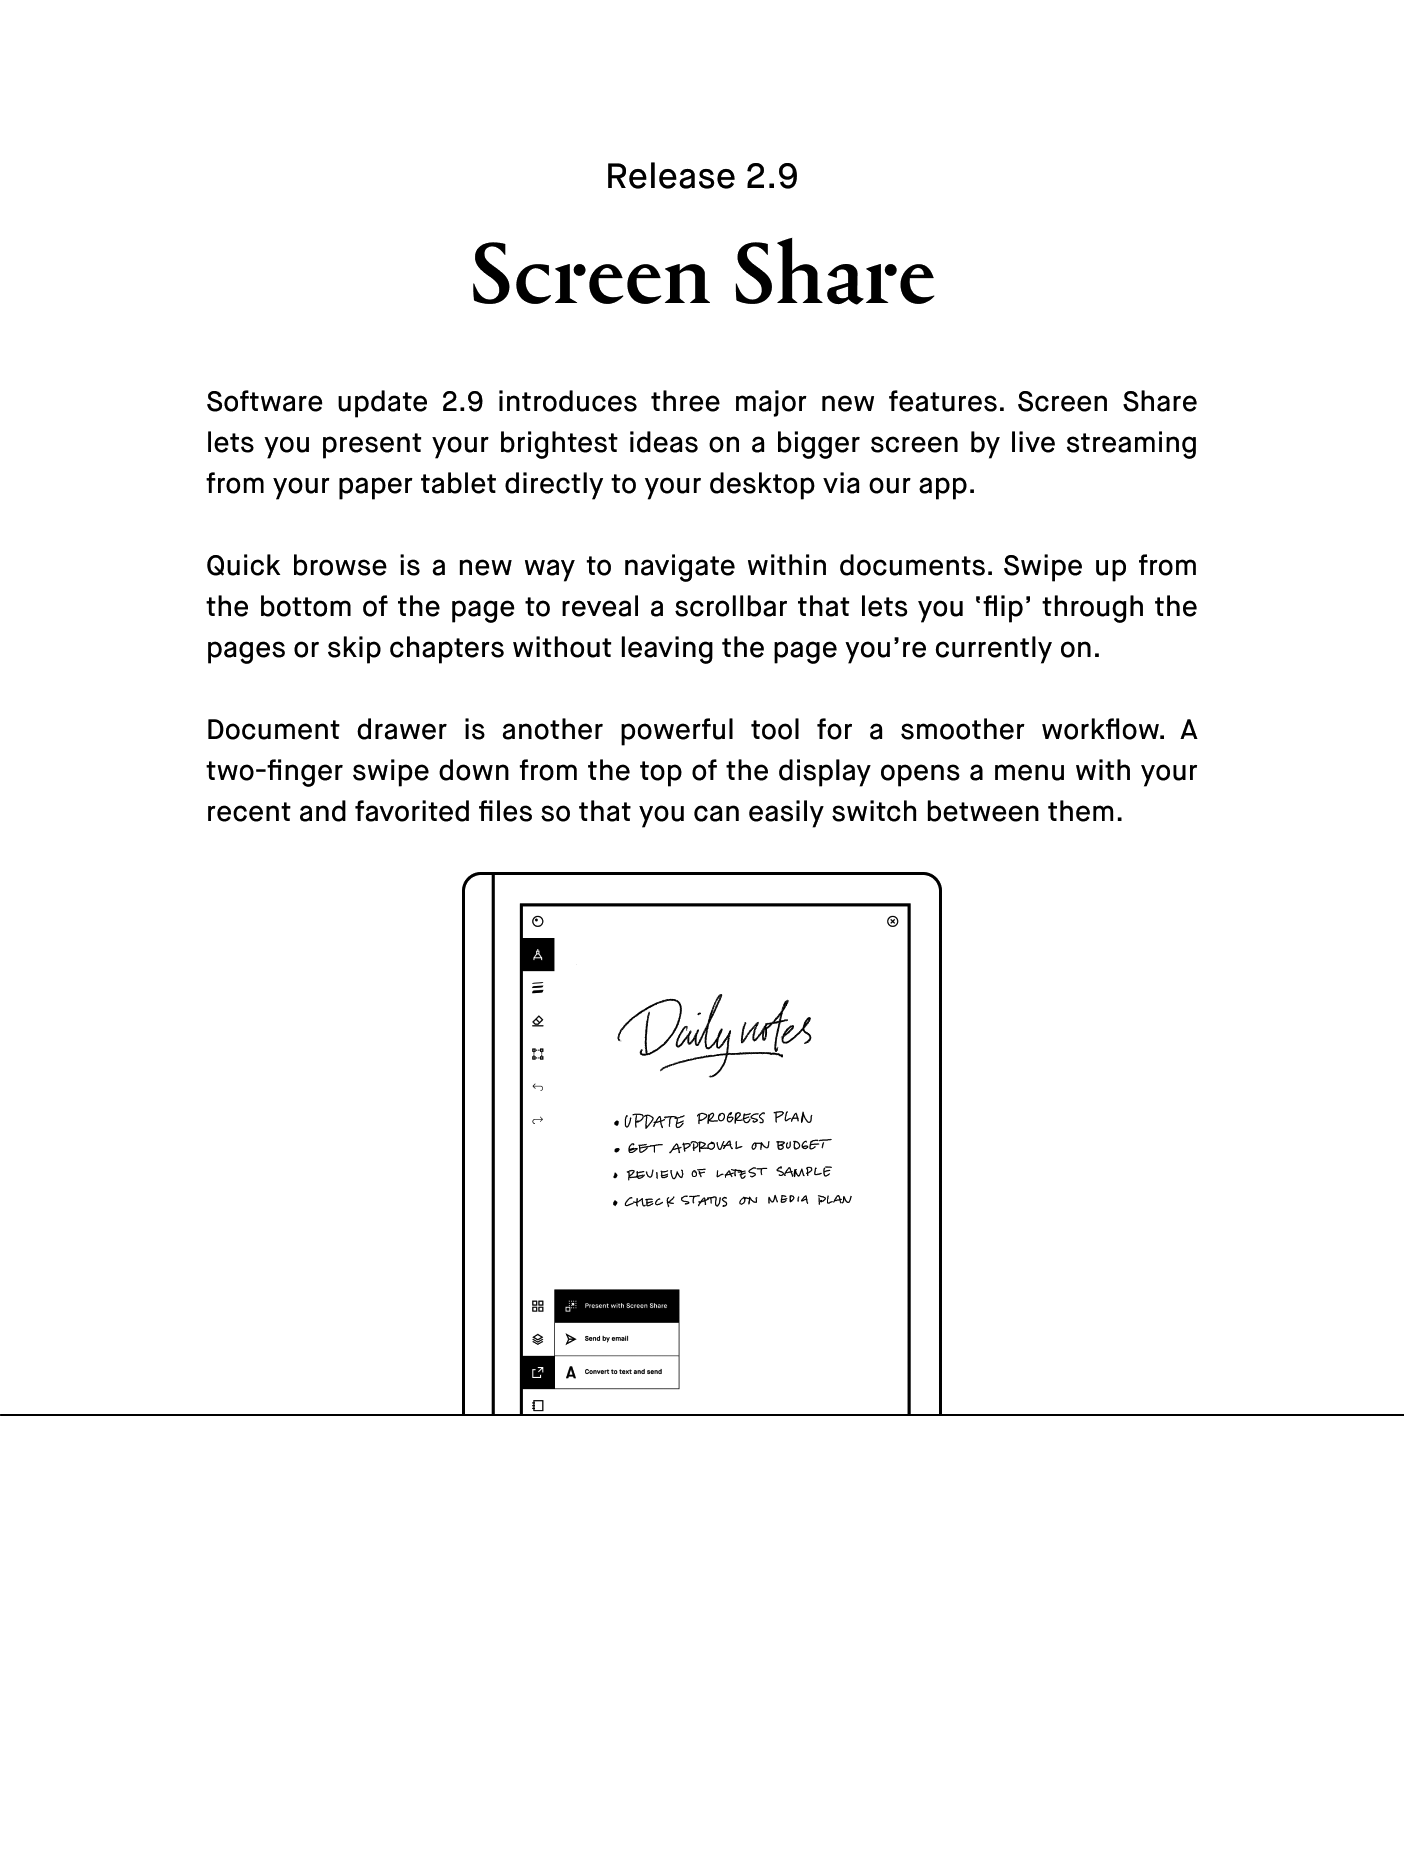 Release 2.9
Screen Share
Software update 2.9 introduces three major new features. Screen Share
lets you present your brightest ideas on a bigger screen by live streaming
from your paper tablet directly to your desktop via our app.
Quick browse is a new way to navigate within documents. Swipe up from
the bottom of the page to reveal a scrollbar that lets you ‛flip’ through the
pages or skip chapters without leaving the page you’re currently on.
Document drawer is another powerful tool for a smoother workflow. A
two-finger swipe down from the top of the display opens a menu with your
recent and favorited files so that you can easily switch between them.
Daily notes
• UPDATE PROGRESS PLAN
• GET APPROVAL ON BUDGET
• REVIEW OF LATEST SAMPLE
• CHECK STATUS ON MEDIA PLAN
Present with Screen Share
Send by email
A Convert to text and send